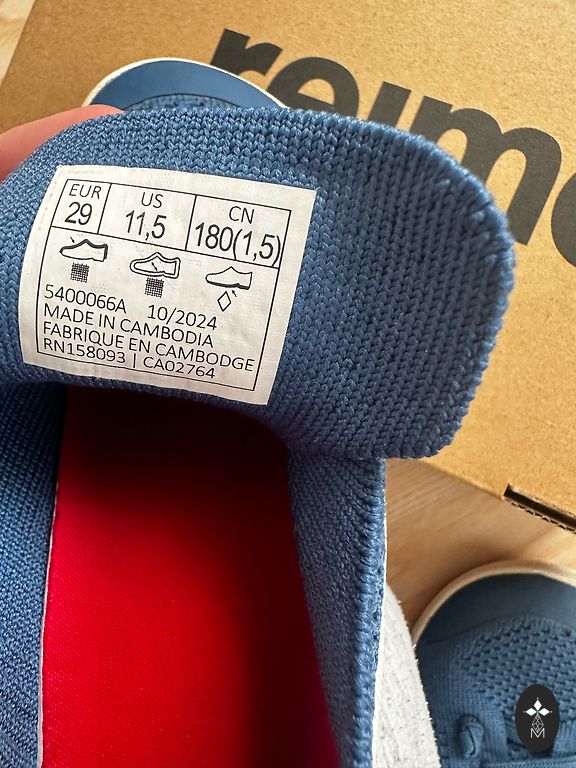 reima
EUR US CN
29 11,5 180(1,5)
5400066A 10/2024
MADE IN CAMBODIA
FABRIQUE EN CAMBODGE
RN158093 | CA02764
M